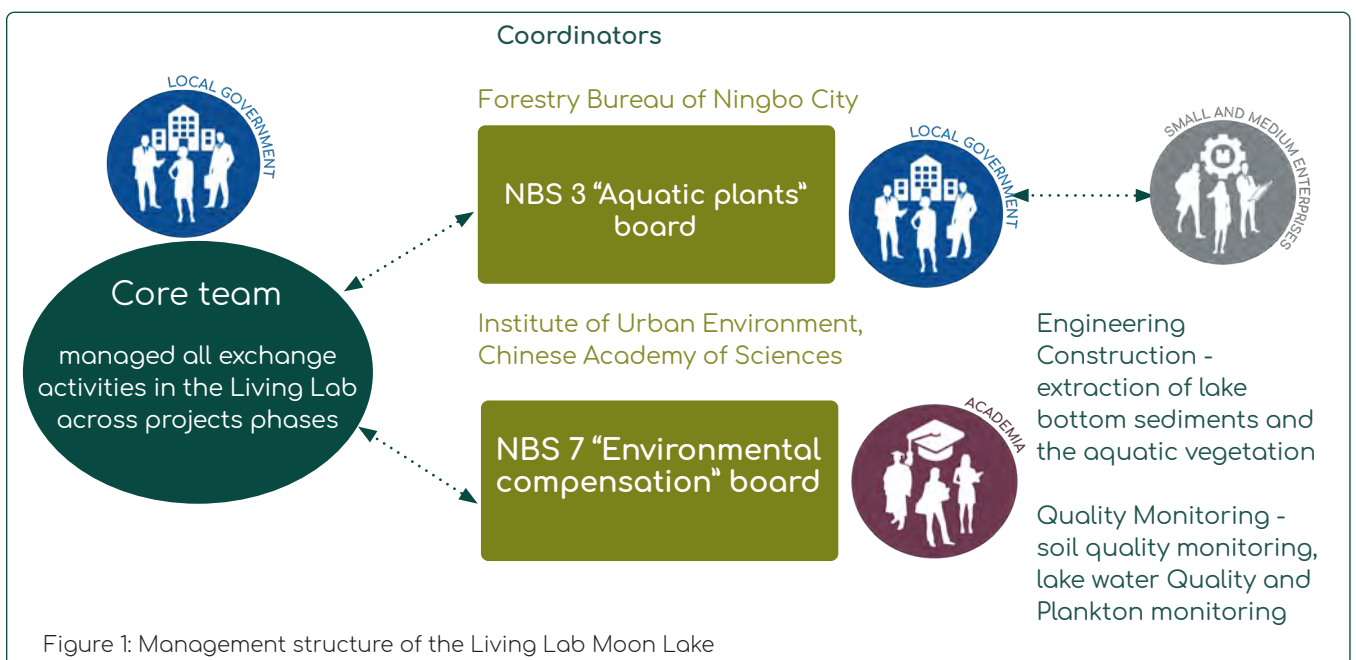 Coordinators
LOCAL GOVERNMENT
Forestry Bureau of Ningbo City
NBS 3 “Aquatic plants”
board
LOCAL GOVERNMENT
SMALL AND MEDIUM ENTERPRISES
Core team
managed all exchange
activities in the Living Lab
across projects phases
Institute of Urban Environment,
Chinese Academy of Sciences
NBS 7 “Environmental
compensation” board
ACADEMIA
Engineering
Construction -
extraction of lake
bottom sediments and
the aquatic vegetation
Quality Monitoring -
soil quality monitoring,
lake water Quality and
Plankton monitoring
Figure 1: Management structure of the Living Lab Moon Lake